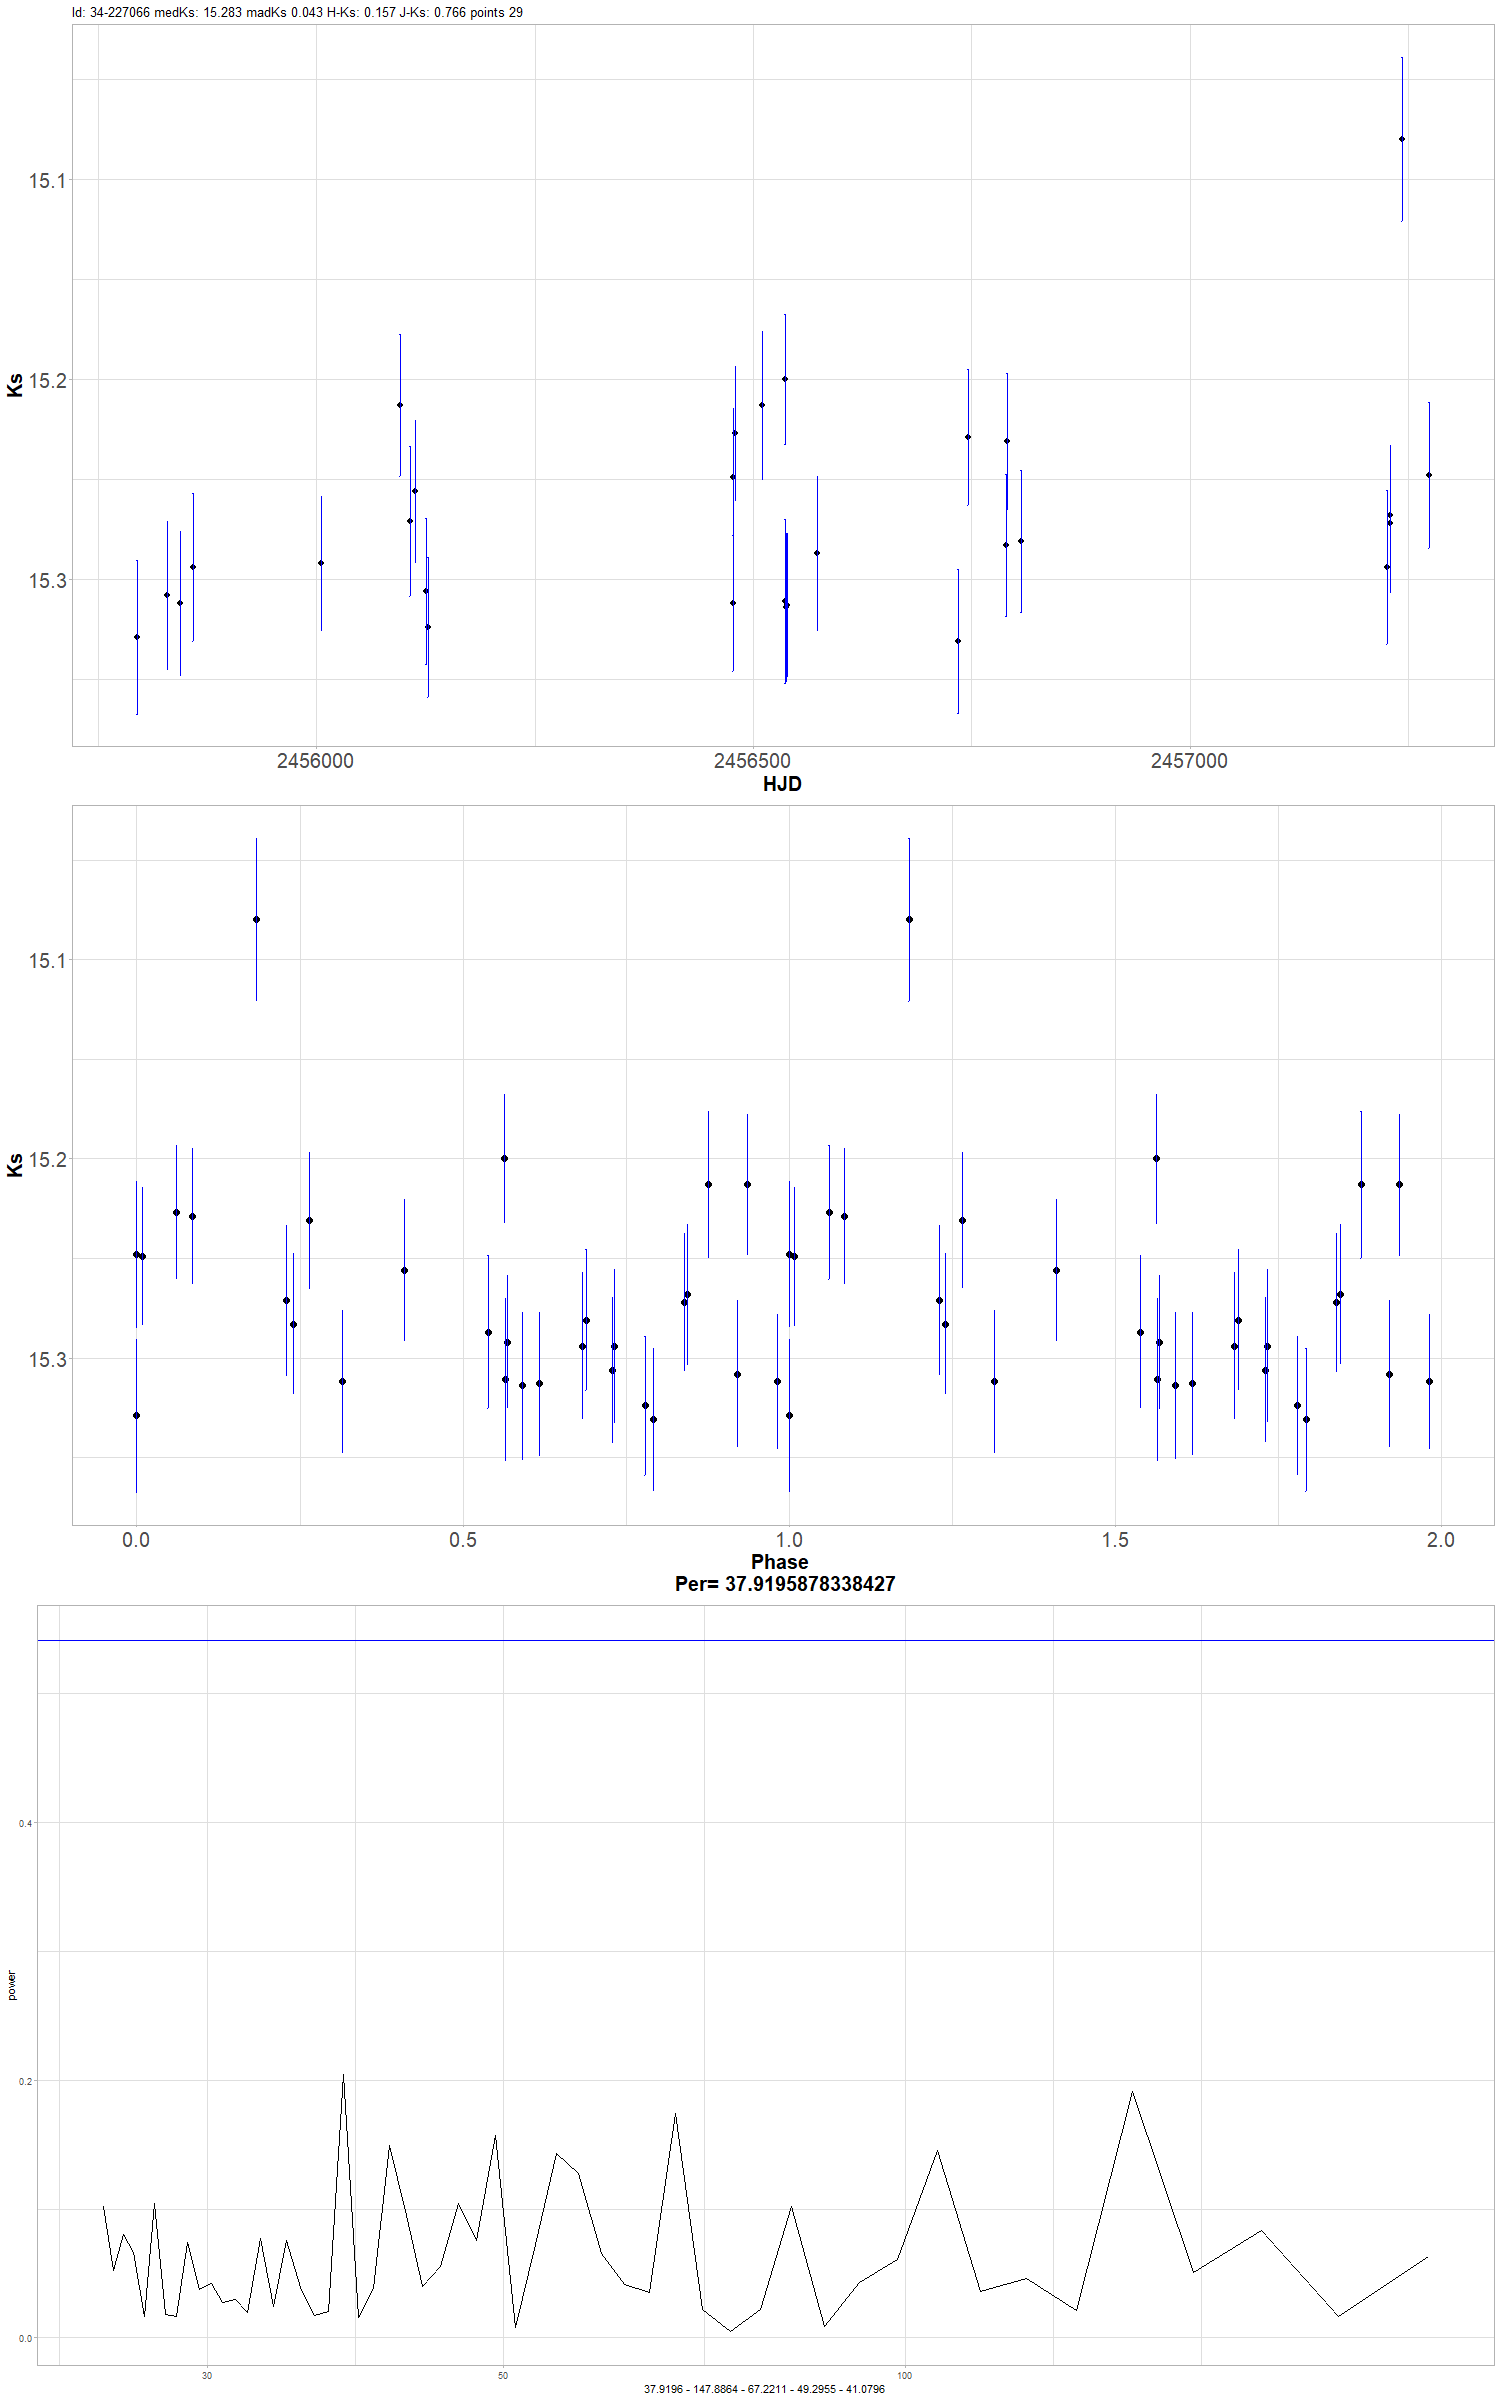 Id: 34-227066 medKs: 15.283 madKs 0.043 H-Ks: 0.157 J-Ks: 0.766 points 29
15.1
15.2
15.3
Ks
2456000 2456500 2457000
HJD
15.1
15.2
15.3
Ks
0.0 0.5 1.0 1.5 2.0
Phase
Per= 37.9195878338427
0.4
0.2
0.0
power
30 50 100
37.9196 - 147.8864 - 67.2211 - 49.2955 - 41.0796